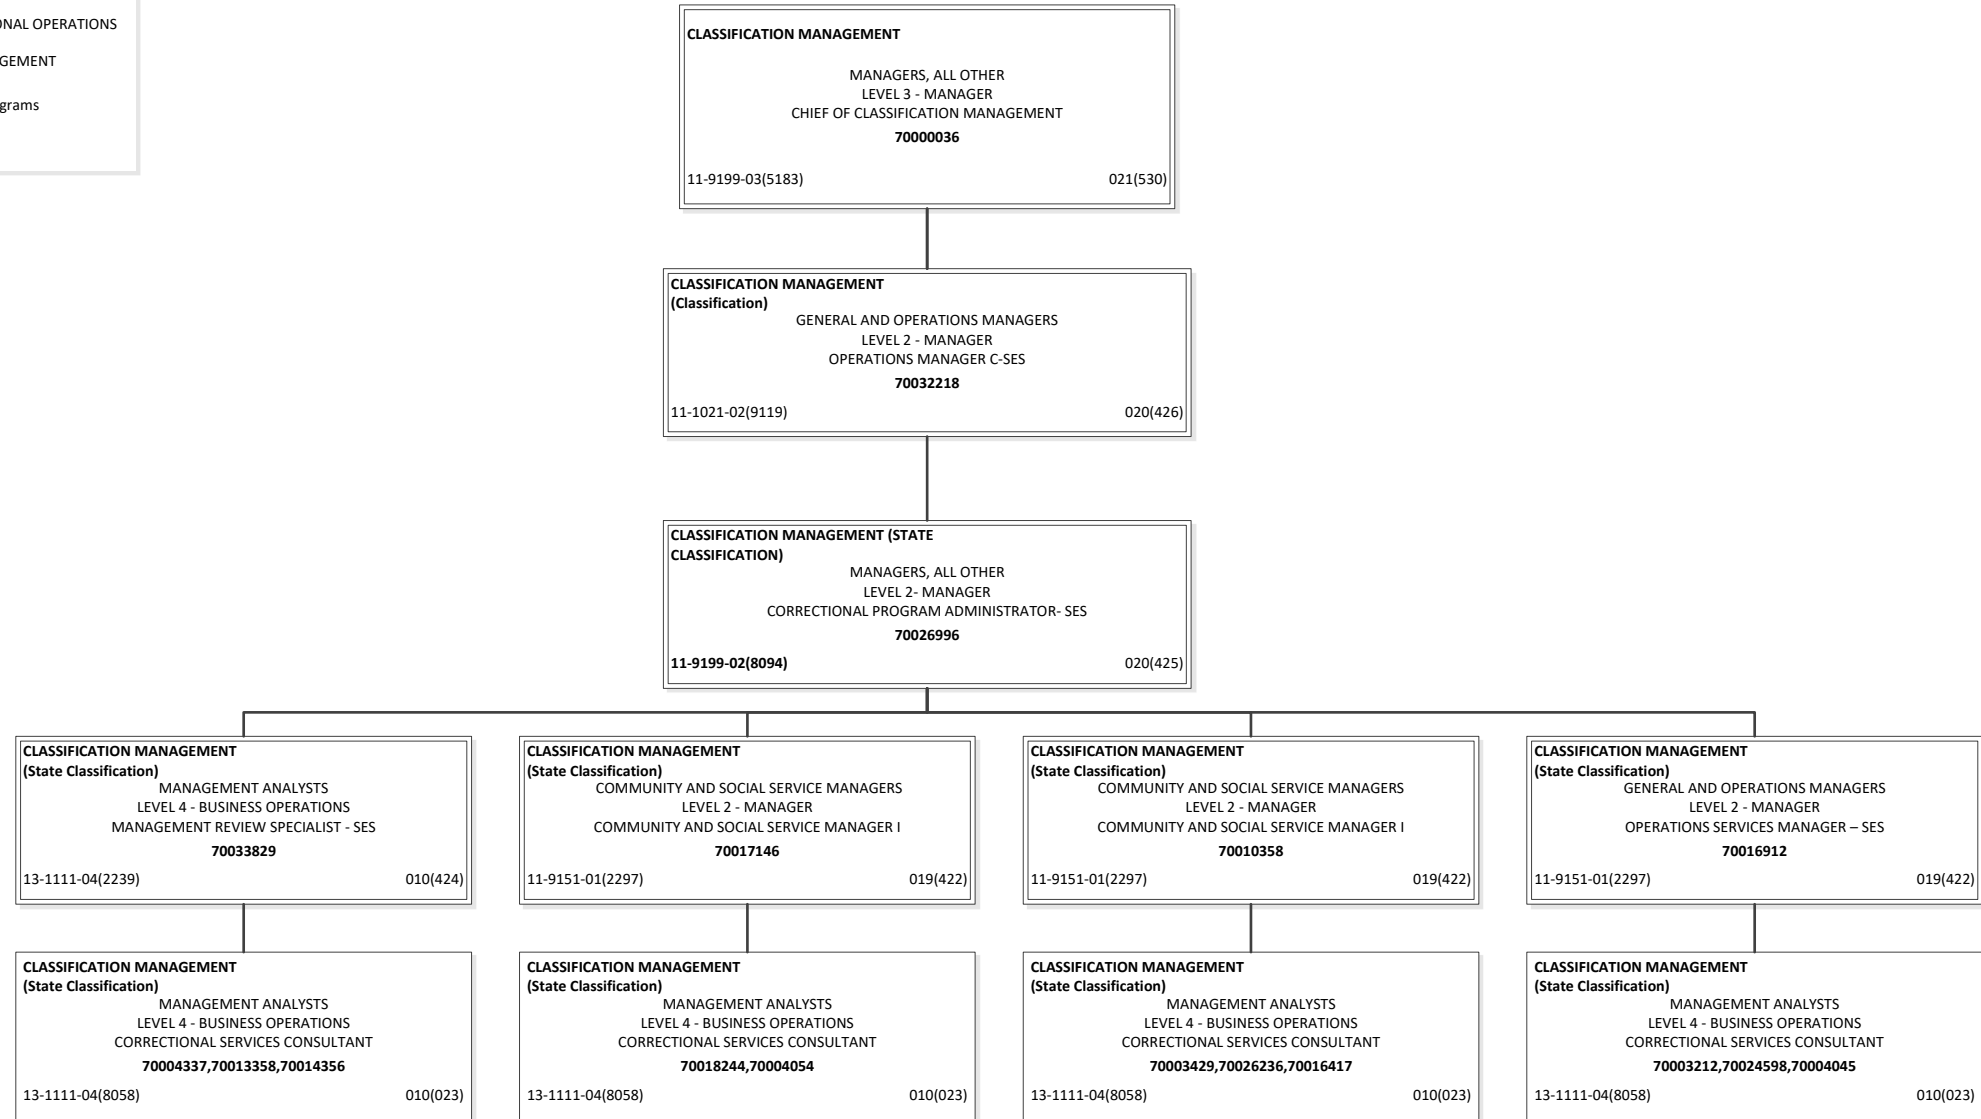 OPERATIONS
grams
CLASSIFICATION MANAGEMENT
MANAGERS, ALL OTHER
LEVEL 3 - MANAGER
CHIEF OF CLASSIFICATION MANAGEMENT
70000036
11-9199-03(5183) 021(530)
CLASSIFICATION MANAGEMENT
(Classification)
GENERAL AND OPERATIONS MANAGERS
LEVEL 2 - MANAGER
OPERATIONS MANAGER C-SES
70032218
11-1021-02(9119) 020(426)
CLASSIFICATION MANAGEMENT (STATE
CLASSIFICATION)
MANAGERS, ALL OTHER
LEVEL 2- MANAGER
CORRECTIONAL PROGRAM ADMINISTRATOR- SES
70026996
11-9199-02(8094) 020(425)
CLASSIFICATION MANAGEMENT
(State Classification)
MANAGEMENT ANALYSTS
LEVEL 4 - BUSINESS OPERATIONS
MANAGEMENT REVIEW SPECIALIST - SES
70033829
13-1111-04(2239) 010(424)
CLASSIFICATION MANAGEMENT
(State Classification)
COMMUNITY AND SOCIAL SERVICE MANAGERS
LEVEL 2 - MANAGER
COMMUNITY AND SOCIAL SERVICE MANAGER I
70017146
11-9151-01(2297) 019(422)
CLASSIFICATION MANAGEMENT
(State Classification)
COMMUNITY AND SOCIAL SERVICE MANAGERS
LEVEL 2 - MANAGER
COMMUNITY AND SOCIAL SERVICE MANAGER I
70010358
11-9151-01(2297) 019(422)
CLASSIFICATION MANAGEMENT
(State Classification)
GENERAL AND OPERATIONS MANAGERS
LEVEL 2 - MANAGER
OPERATIONS SERVICES MANAGER – SES
70016912
11-9151-01(2297) 019(422)
CLASSIFICATION MANAGEMENT
(State Classification)
MANAGEMENT ANALYSTS
LEVEL 4 - BUSINESS OPERATIONS
CORRECTIONAL SERVICES CONSULTANT
70004337,70013358,70014356
13-1111-04(8058) 010(023)
CLASSIFICATION MANAGEMENT
(State Classification)
MANAGEMENT ANALYSTS
LEVEL 4 - BUSINESS OPERATIONS
CORRECTIONAL SERVICES CONSULTANT
70018244,70004054
13-1111-04(8058) 010(023)
CLASSIFICATION MANAGEMENT
(State Classification)
MANAGEMENT ANALYSTS
LEVEL 4 - BUSINESS OPERATIONS
CORRECTIONAL SERVICES CONSULTANT
70003429,70026236,70016417
13-1111-04(8058) 010(023)
CLASSIFICATION MANAGEMENT
(State Classification)
MANAGEMENT ANALYSTS
LEVEL 4 - BUSINESS OPERATIONS
CORRECTIONAL SERVICES CONSULTANT
70003212,70024598,70004045
13-1111-04(8058) 010(023)